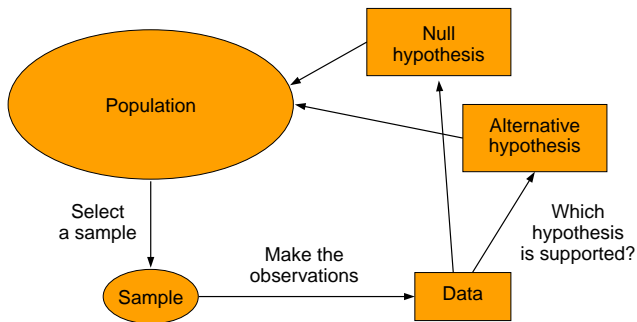 Null
hypothesis
Population
Alternative
hypothesis
Select
a sample
Which
hypothesis
is supported?
Make the
observations
Sample
Data